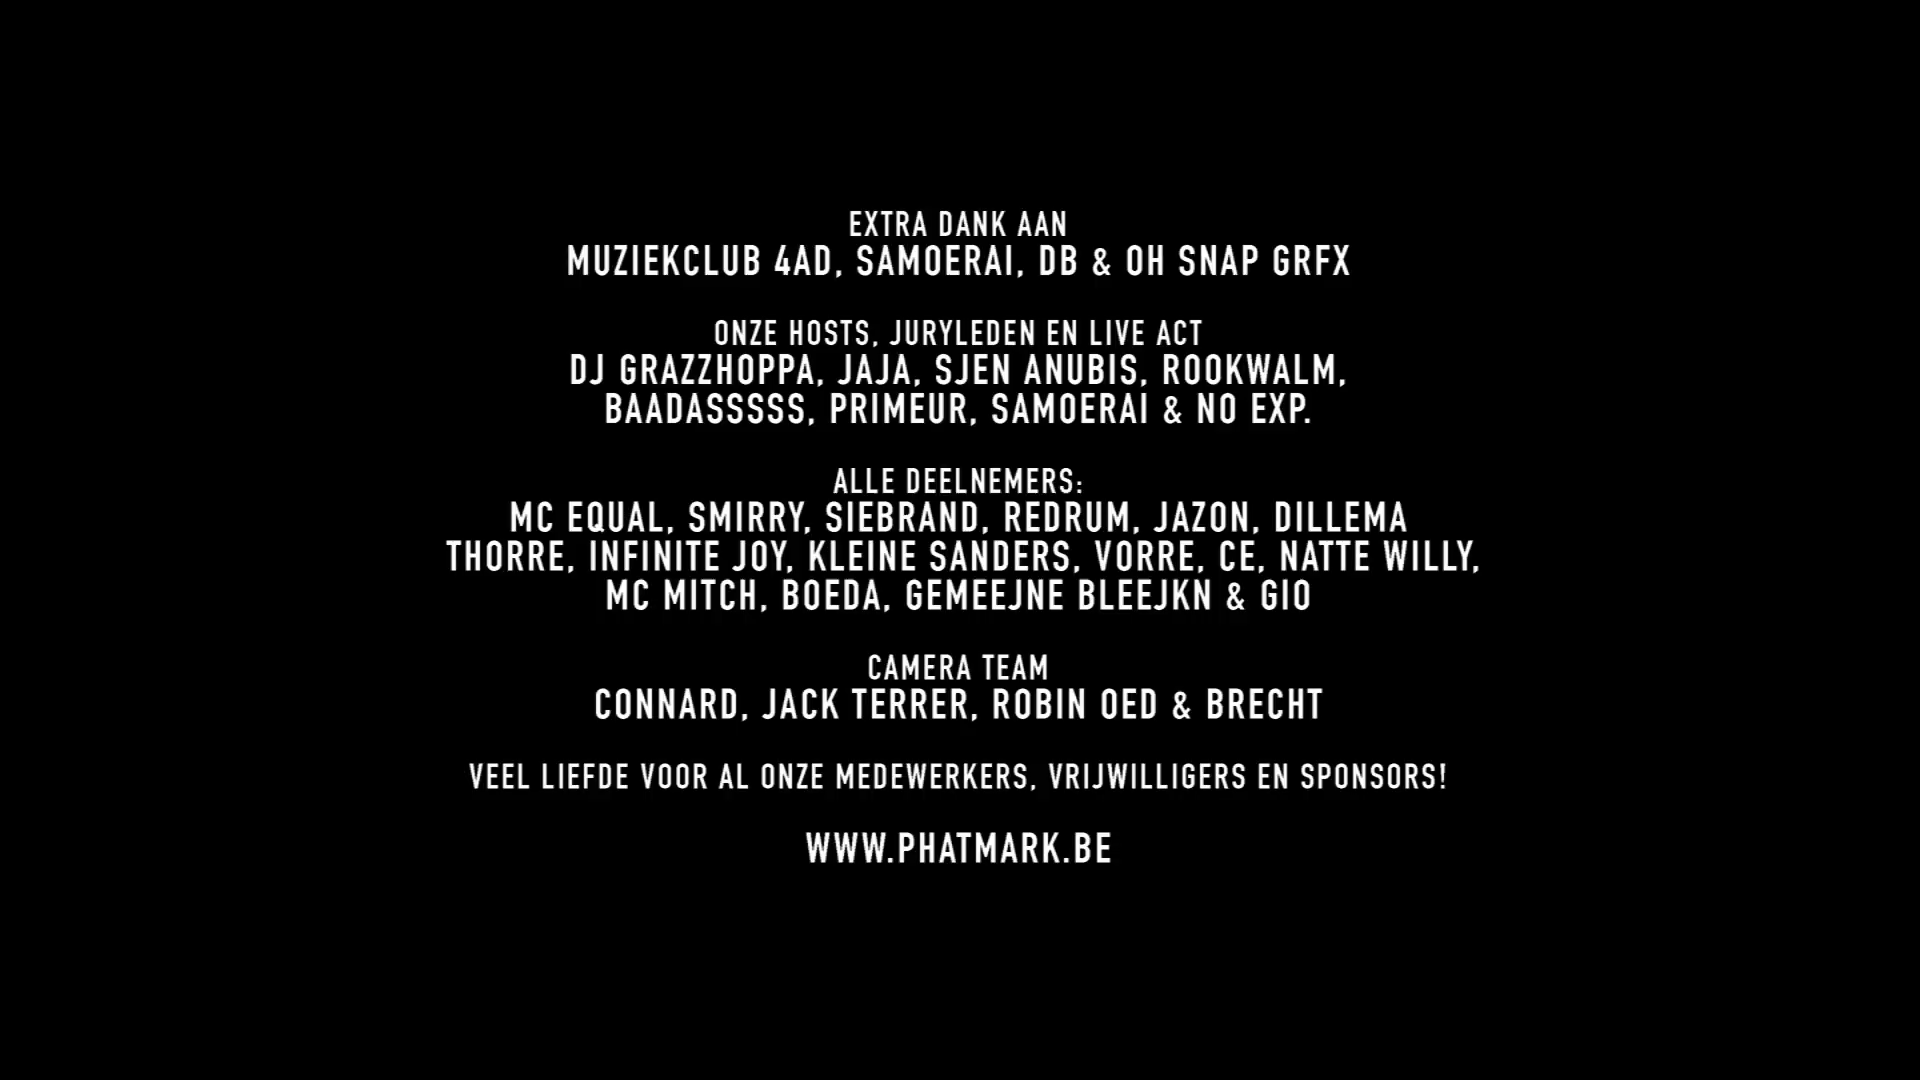 EXTRA DANK AAN
MUZIEKCLUB 4AD, SAMOERAI, DB & OH SNAP GRFX
ONZE HOSTS, JURYLEDEN EN LIVE ACT
DJ GRAZZHOPPA, JAJA, SJEN ANUBIS, ROOKWALM,
BAADASSSSS, PRIMEUR, SAMOERAI & NO EXP.
ALLE DEELNEMERS:
MC EQUAL, SMIRRY, SIEBRAND, REDRUM, JAZON, DILLEMA
THORRE, INFINITE JOY, KLEINE SANDERS, VORRE, CE, NATTE WILLY,
MC MITCH, BOEDA, GEMEEJNE BLEEJKN & GIO
CAMERA TEAM
CONNARD, JACK TERRER, ROBIN OED & BRECHT
VEEL LIEFDE VOOR AL ONZE MEDEWERKERS, VRIJWILLIGERS EN SPONSORS!
WWW.PHATMARK.BE